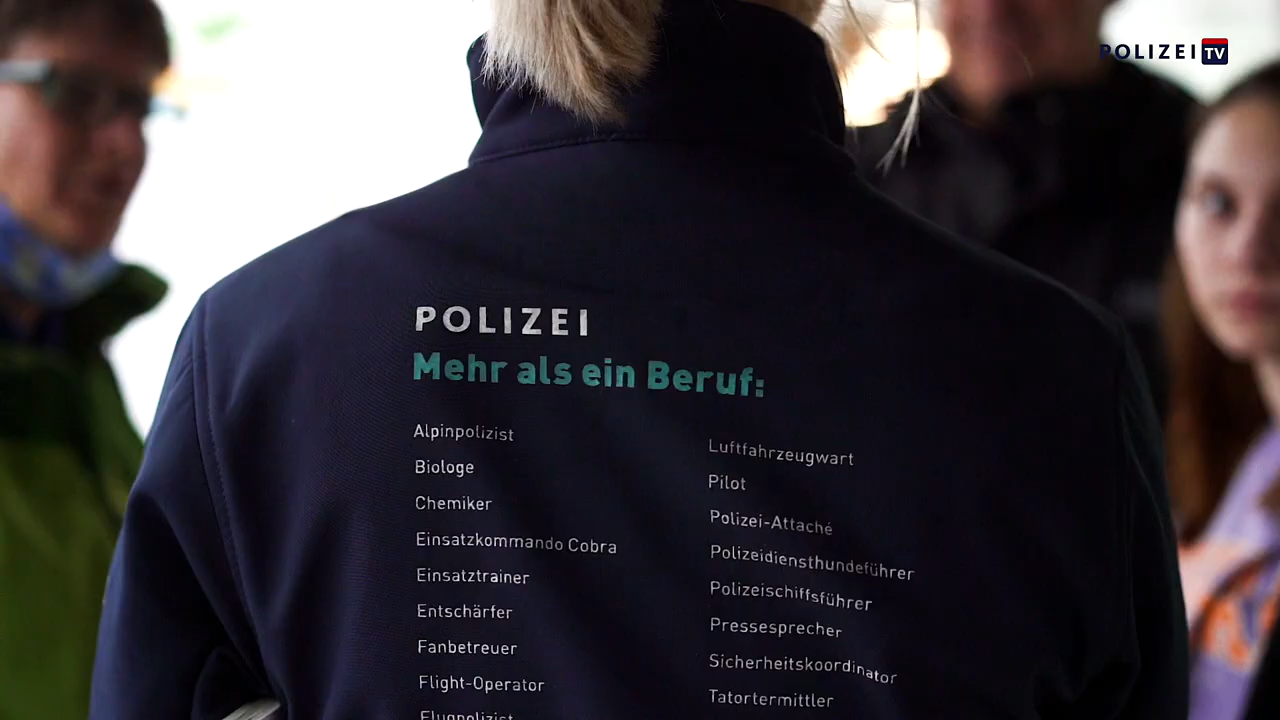 POLIZEI TV
POLIZEI
Mehr als ein Beruf:
Alpinpolizist
Biologe
Chemiker
Einsatzkommando Cobra
Einsatztrainer
Entschärfer
Fanbetreuer
Flight-Operator
Flugpolizist
Luftfahrzeugwart
Pilot
Polizei-Attaché
Polizeidiensthundeführer
Polizeischiffsführer
Pressesprecher
Sicherheitskoordinator
Tatortermittler